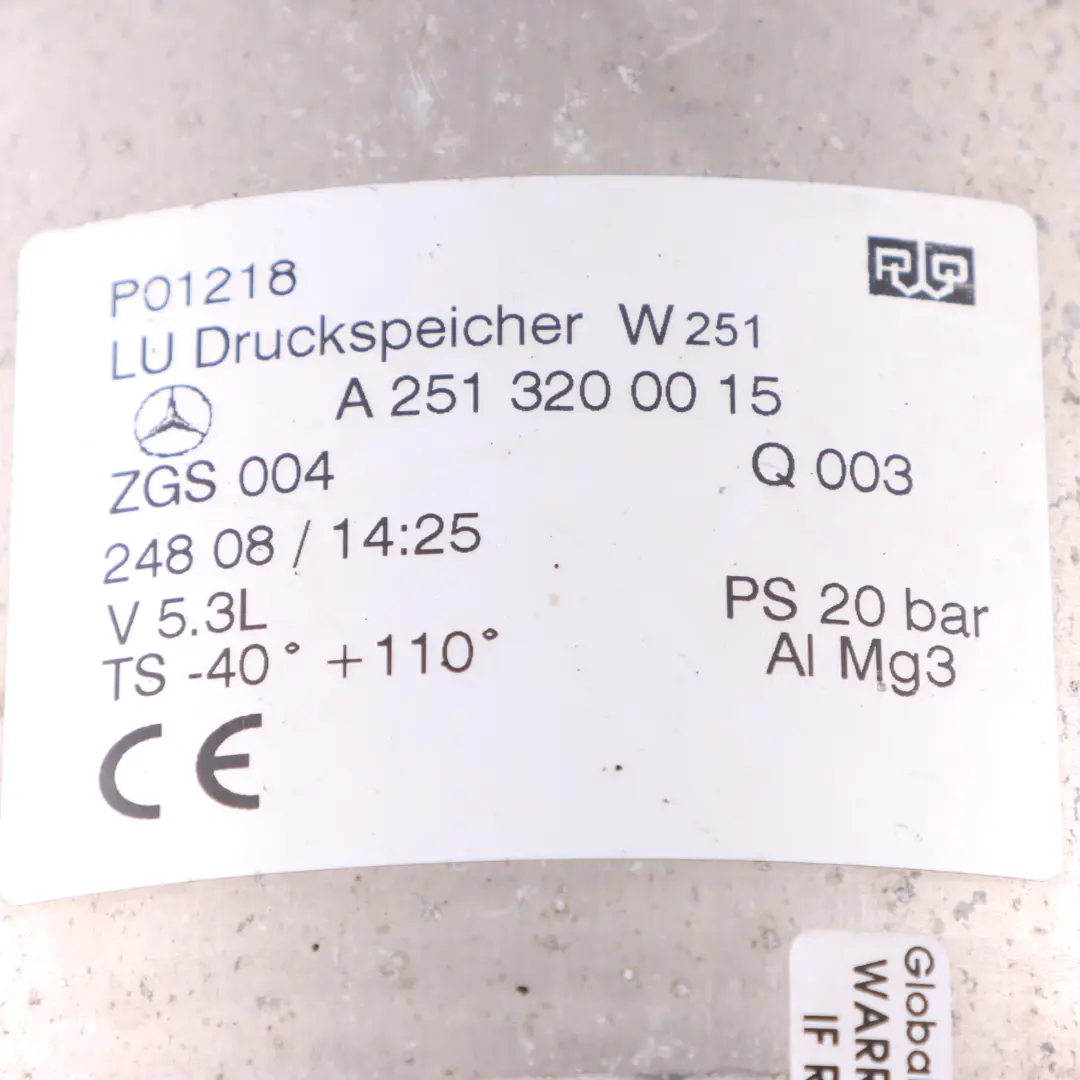 P01218
LU Druckspeicher W 251
A 251 320 00 15
ZGS 004 Q 003
248 08 / 14:25
V 5.3L PS 20 bar
TS -40° +110° Al Mg3
CE
Globa
WARR
IF R